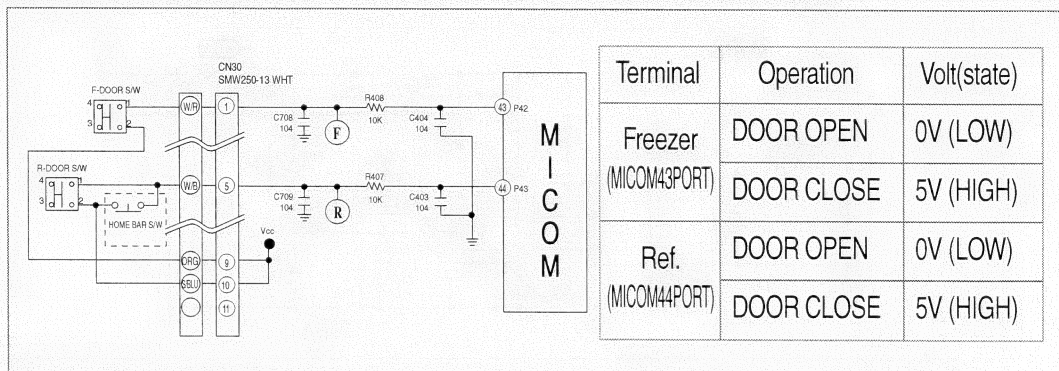 CN30
SMW250-13 WHT
F-DOOR S/W
4 1
3 2
W/R 1
C708
104
F
R408
10K
C404
104
43 P42
R-DOOR S/W
4 1
3 2
W/B 5
HOME BAR S/W
C709
104
R
R407
10K
C403
104
44 P43
Vcc
ORG 9
S/BLU 10
11
MICOM
Terminal Operation Volt(state)
Freezer
(MICOM43PORT)
DOOR OPEN 0V (LOW)
DOOR CLOSE 5V (HIGH)
Ref.
(MICOM44PORT)
DOOR OPEN 0V (LOW)
DOOR CLOSE 5V (HIGH)